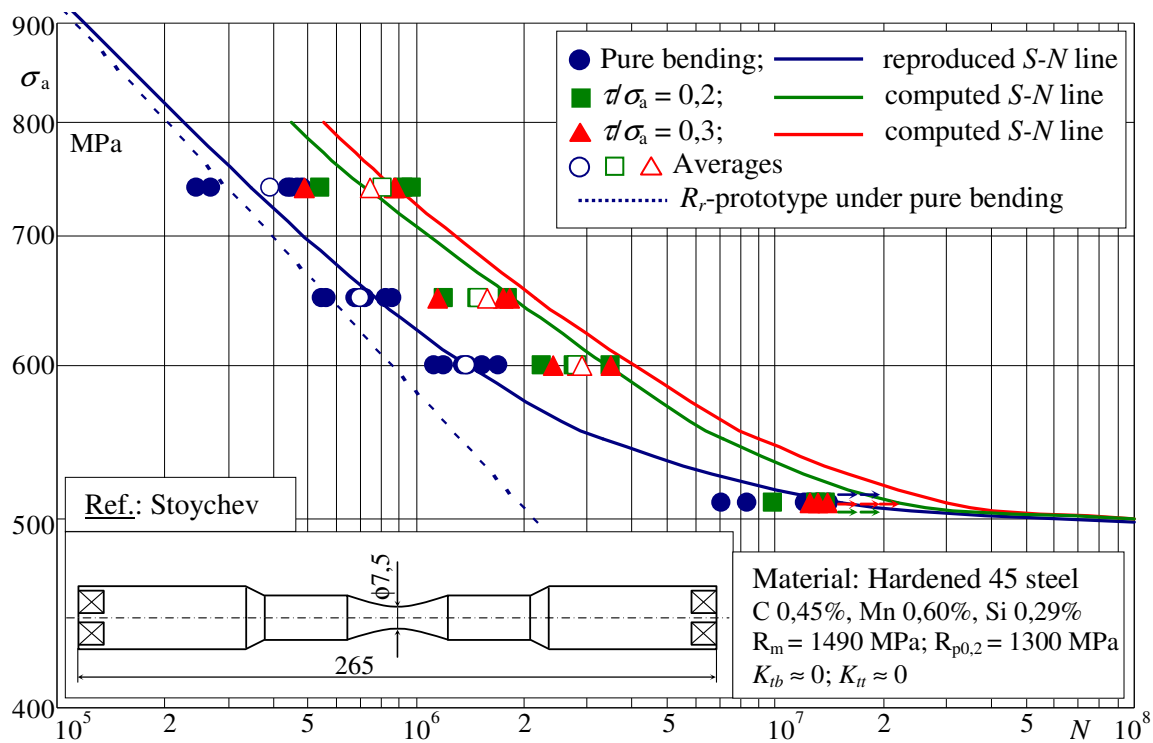 900
σa
800
MPa
700
600
500
400
Pure bending; reproduced S-N line
τ/σa = 0,2; computed S-N line
τ/σa = 0,3; computed S-N line
Averages
Rr-prototype under pure bending
Ref.: Stoychev
ϕ7,5
265
Material: Hardened 45 steel
C 0,45%, Mn 0,60%, Si 0,29%
Rm = 1490 MPa; Rp0,2 = 1300 MPa
Ktb ≈ 0; Ktt ≈ 0
10^5 2 5 10^6 2 5 10^7 2 5 N 10^8